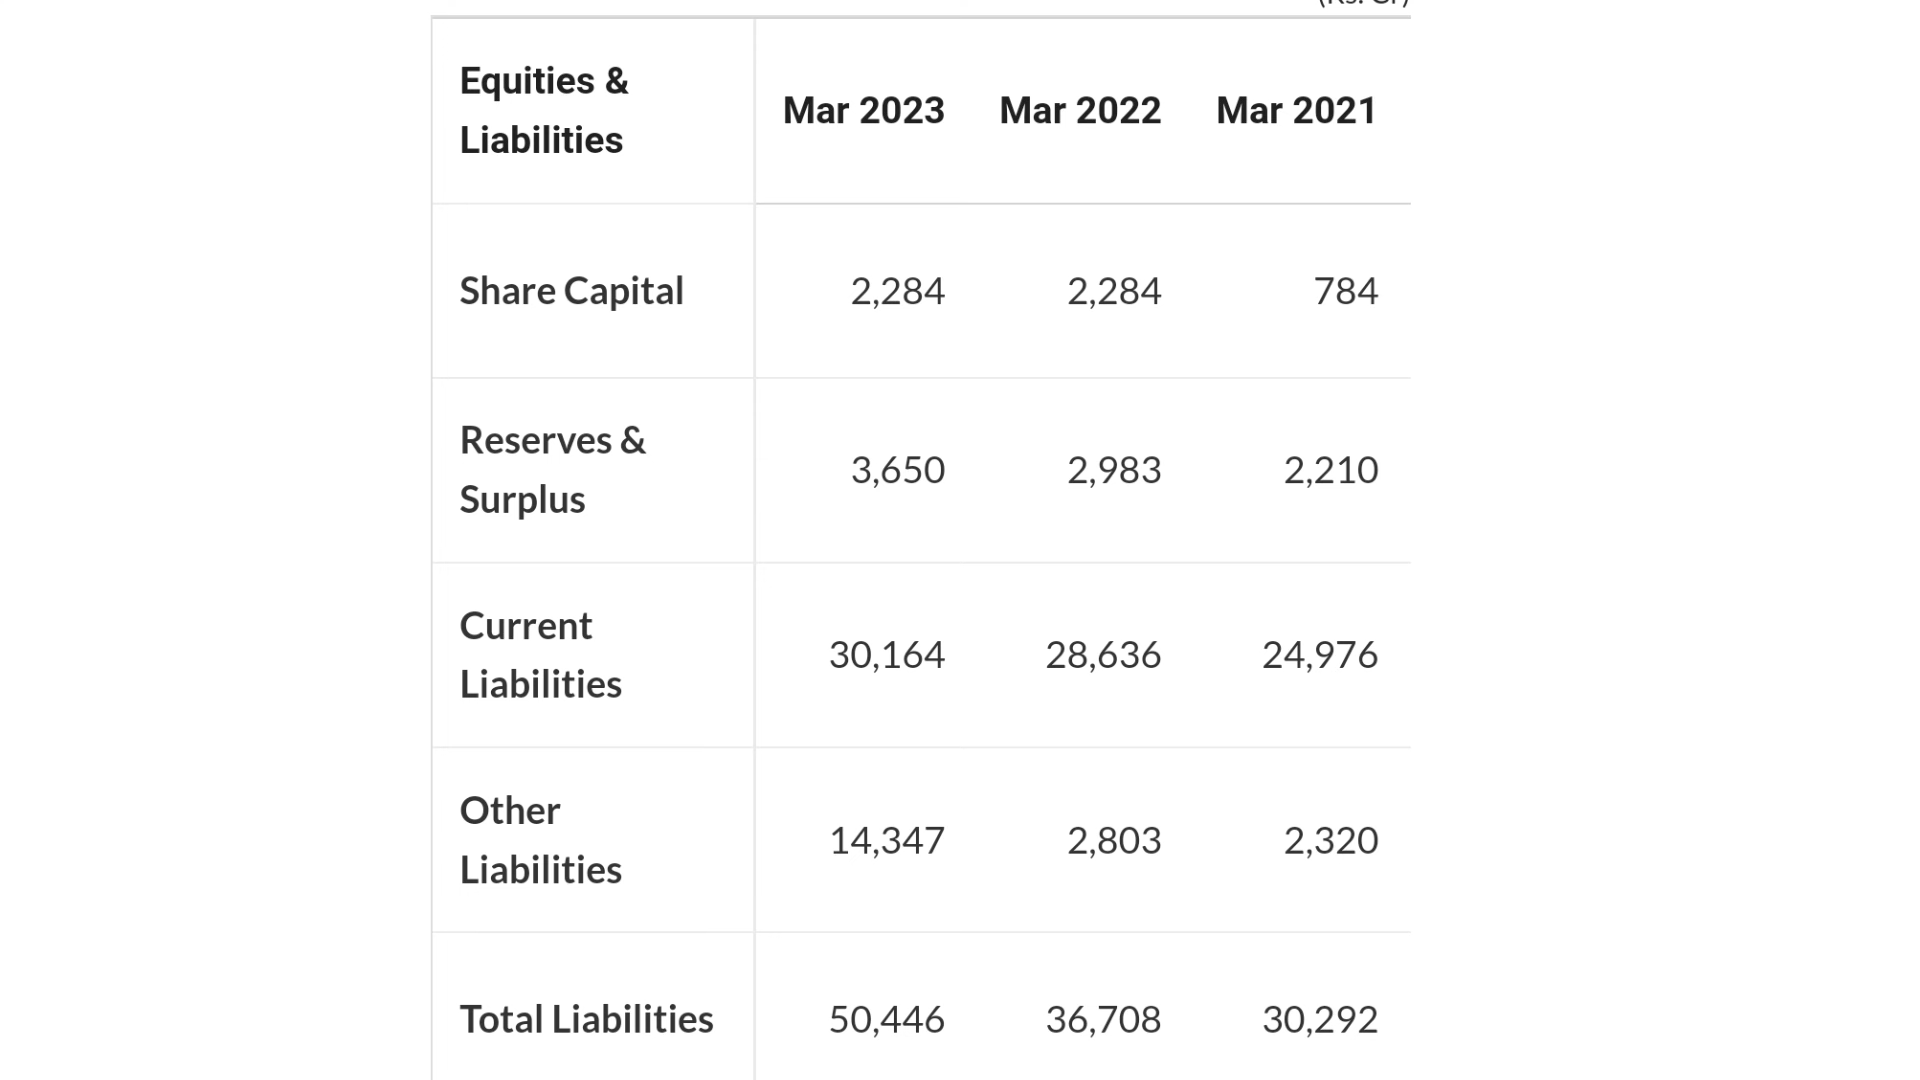 (Rs. Cr)
Equities &
Liabilities
Mar 2023 Mar 2022 Mar 2021
Share Capital 2,284 2,284 784
Reserves &
Surplus
3,650 2,983 2,210
Current
Liabilities
30,164 28,636 24,976
Other
Liabilities
14,347 2,803 2,320
Total Liabilities 50,446 36,708 30,292